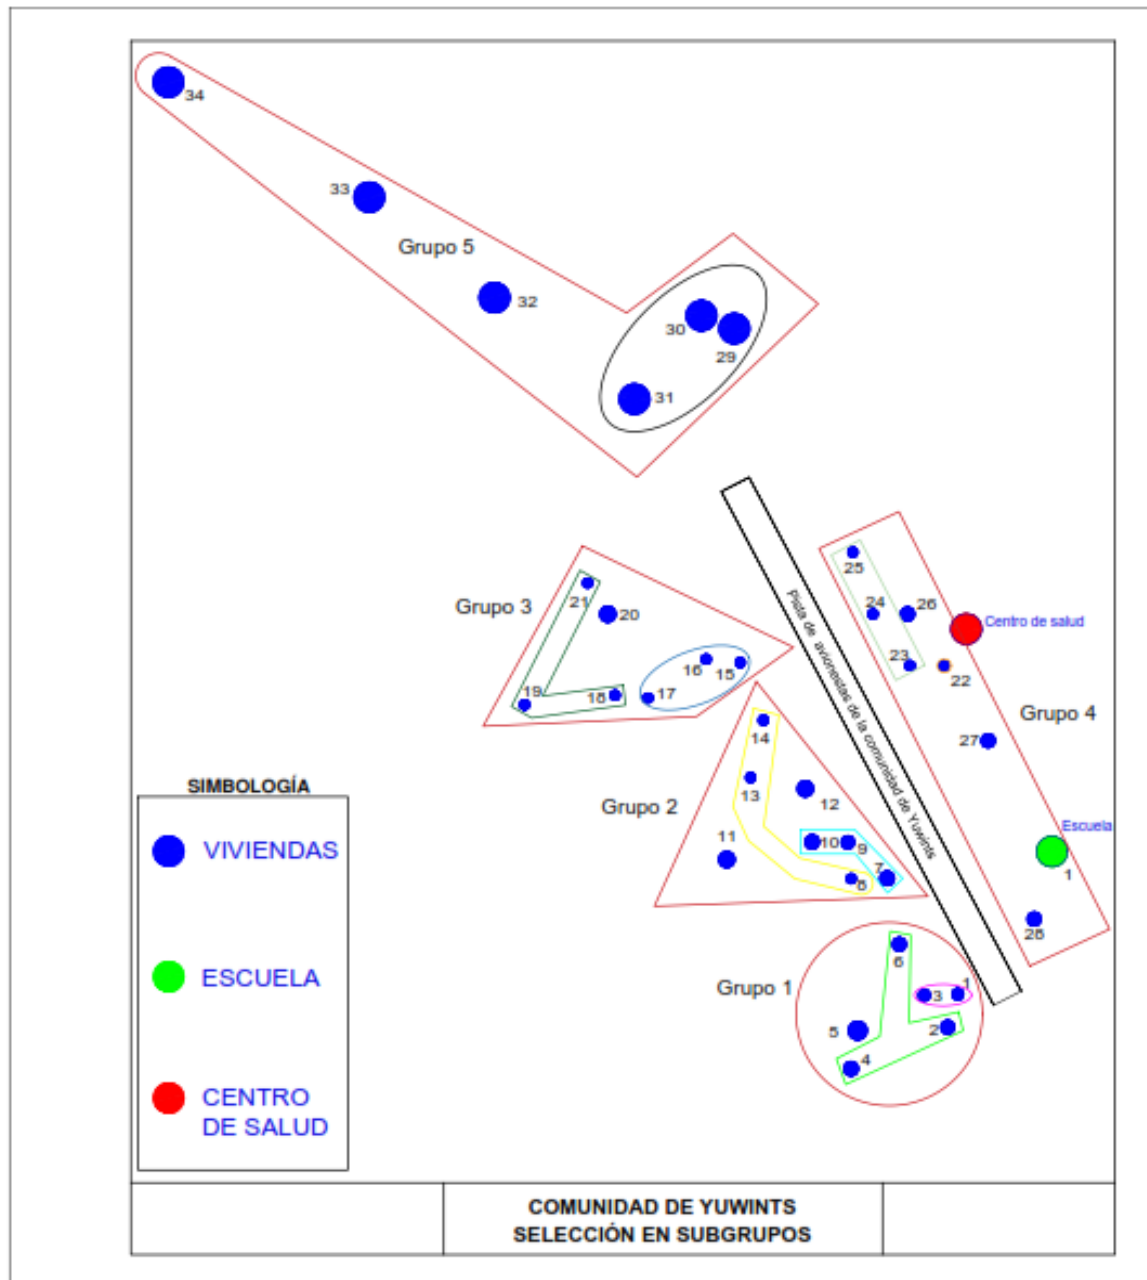 34
33
Grupo 5
32
30
29
31
25
Grupo 3
21
20
24
26
Centro de salud
16
15
23
22
19
18
17
Grupo 4
14
27
SIMBOLOGÍA
13
12
Grupo 2
Pista de avionestas de la comunidad de Yuwints
Escuela
VIVIENDAS
11
10
9
7
8
1
28
6
ESCUELA
Grupo 1
3
1
5
2
4
CENTRO
DE SALUD
COMUNIDAD DE YUWINTS
SELECCIÓN EN SUBGRUPOS